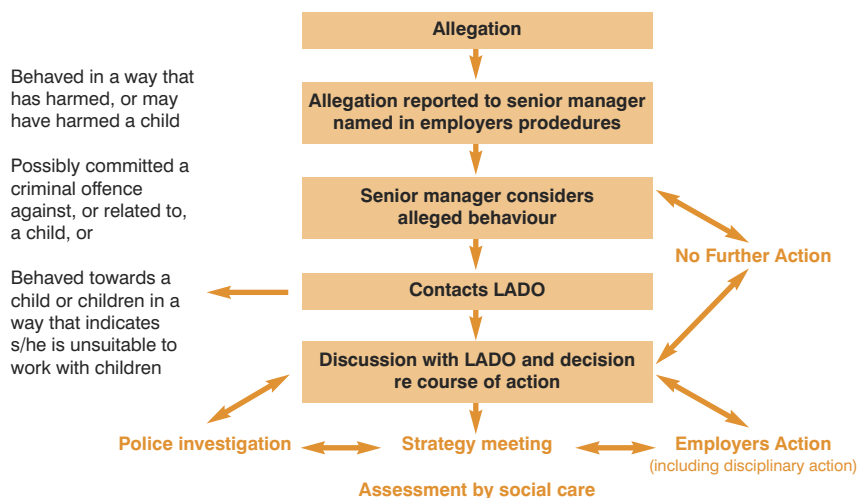 Allegation
Behaved in a way that
has harmed, or may
have harmed a child
Allegation reported to senior manager
named in employers prodedures
Possibly committed a
criminal offence
against, or related to,
a child, or
Senior manager considers
alleged behaviour
No Further Action
Behaved towards a
child or children in a
way that indicates
s/he is unsuitable to
work with children
Contacts LADO
Discussion with LADO and decision
re course of action
Police investigation
Strategy meeting
Employers Action
(including disciplinary action)
Assessment by social care